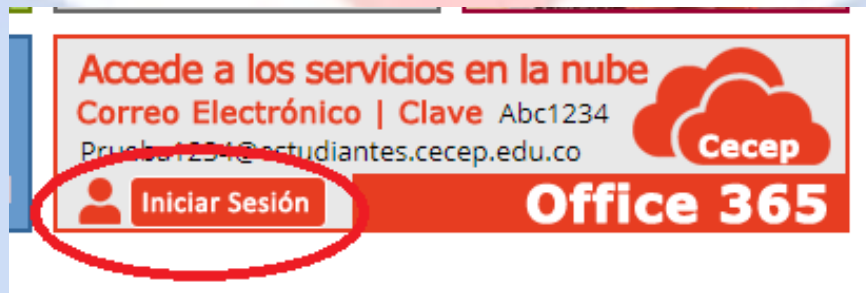 Accede a los servicios en la nube
Correo Electrónico | Clave Abc1234
Prueba1234@estudiantes.cecep.edu.co
Cecep
Iniciar Sesión
Office 365